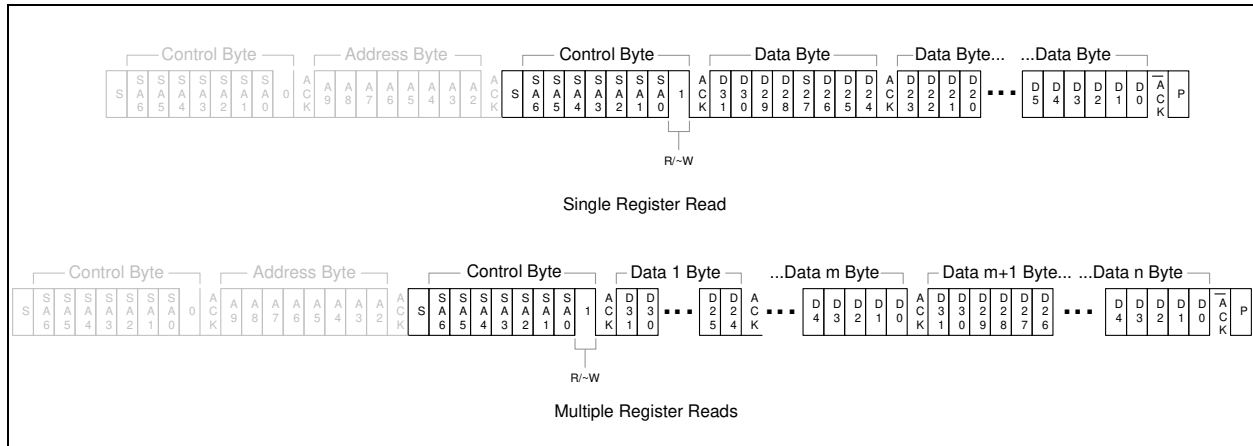 Control Byte Address Byte Control Byte Data Byte Data Byte... ...Data Byte
S SA6 SA5 SA4 SA3 SA2 SA1 SA0 0 ACK A9 A8 A7 A6 A5 A4 A3 A2 ACK S SA6 SA5 SA4 SA3 SA2 SA1 SA0 1 ACK D31 D30 D29 D28 S27 D26 D25 D24 ACK D23 D22 D21 D20 ... D5 D4 D3 D2 D1 D0 ACK P
R/~W
Single Register Read
Control Byte Address Byte Control Byte Data 1 Byte ...Data m Byte Data m+1 Byte... ...Data n Byte
S SA6 SA5 SA4 SA3 SA2 SA1 SA0 0 ACK A9 A8 A7 A6 A5 A4 A3 A2 ACK S SA6 SA5 SA4 SA3 SA2 SA1 SA0 1 ACK D31 D30 ... D25 D24 ACK ... D4 D3 D2 D1 D0 ACK D31 D30 D29 D28 D27 D26 ... D4 D3 D2 D1 D0 ACK P
R/~W
Multiple Register Reads